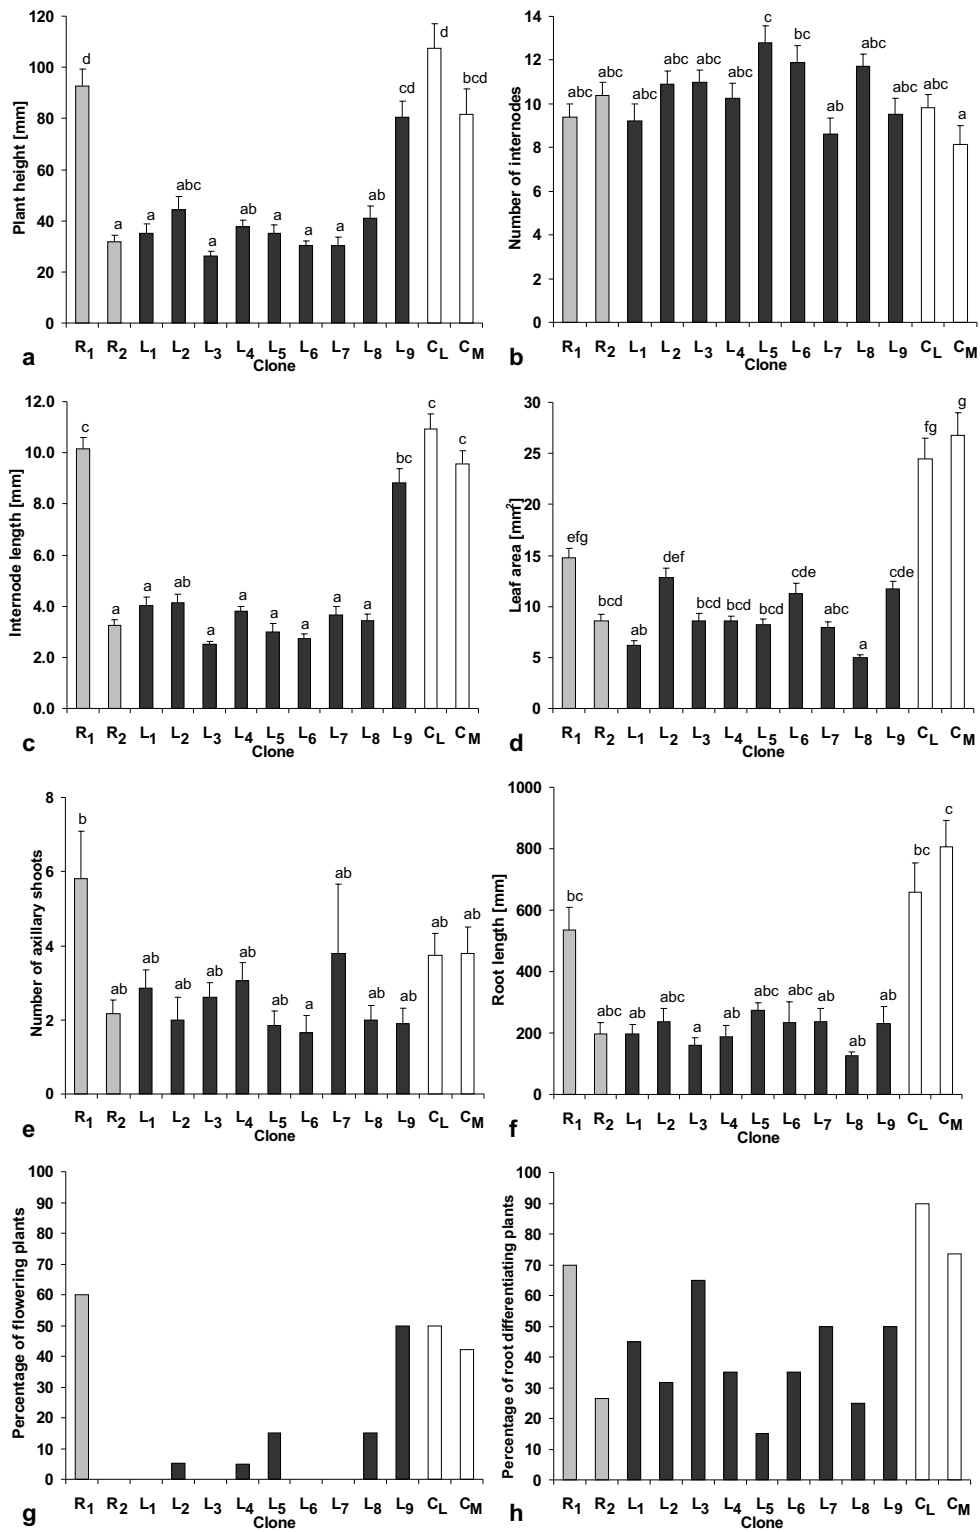 120
100
80
60
40
20
0
Plant height [mm]
d
a
a
abc
a
ab
a
a
a
ab
cd
d
bcd
R1 R2 L1 L2 L3 L4 L5 L6 L7 L8 L9 CL CM
Clone
a
14
12
10
8
6
4
2
0
Number of internodes
abc
abc
abc
abc
abc
abc
c
bc
ab
abc
abc
abc
a
R1 R2 L1 L2 L3 L4 L5 L6 L7 L8 L9 CL CM
Clone
b
12.0
10.0
8.0
6.0
4.0
2.0
0.0
Internode length [mm]
c
a
a
ab
a
a
a
a
a
a
bc
c
c
R1 R2 L1 L2 L3 L4 L5 L6 L7 L8 L9 CL CM
Clone
c
30
25
20
15
10
5
0
Leaf area [mm²]
efg
bcd
ab
def
bcd
bcd
bcd
cde
abc
a
cde
fg
g
R1 R2 L1 L2 L3 L4 L5 L6 L7 L8 L9 CL CM
Clone
d
8
6
4
2
0
Number of axillary shoots
b
ab
ab
ab
ab
ab
ab
a
ab
ab
ab
ab
ab
R1 R2 L1 L2 L3 L4 L5 L6 L7 L8 L9 CL CM
Clone
e
1000
800
600
400
200
0
Root length [mm]
bc
abc
ab
abc
a
ab
abc
ab
ab
ab
ab
bc
c
R1 R2 L1 L2 L3 L4 L5 L6 L7 L8 L9 CL CM
Clone
f
100
90
80
70
60
50
40
30
20
10
0
Percentage of flowering plants
R1 R2 L1 L2 L3 L4 L5 L6 L7 L8 L9 CL CM
Clone
g
100
90
80
70
60
50
40
30
20
10
0
Percentage of root differentiating plants
R1 R2 L1 L2 L3 L4 L5 L6 L7 L8 L9 CL CM
Clone
h